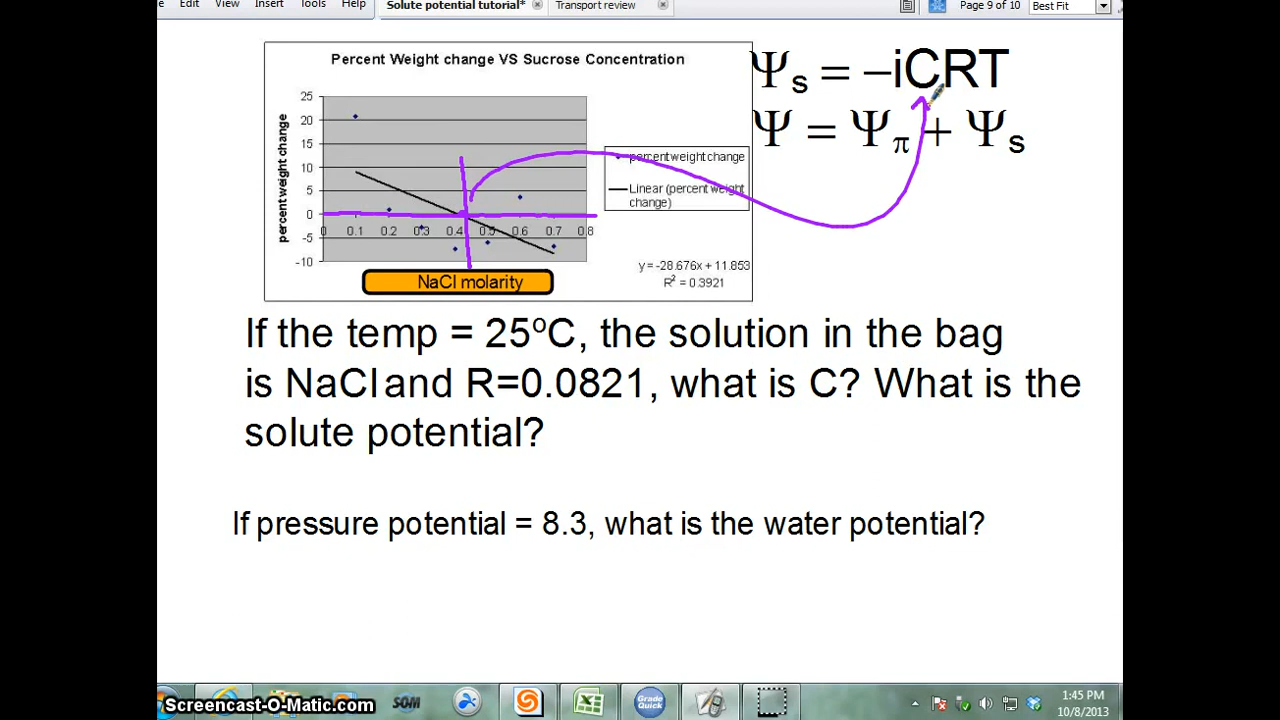 File Edit View Insert Tools Help
Solute potential tutorial* Transport review
Page 9 of 10 Best Fit
Percent Weight change VS Sucrose Concentration
Ψs = –iCRT
Ψ = Ψπ + Ψs
percent weight change
25
20
15
10
5
0
-5
-10
0 0.1 0.2 0.3 0.4 0.5 0.6 0.7 0.8
percent weight change
Linear (percent weight
change)
y = -28.676x + 11.853
R² = 0.3921
NaCl molarity
If the temp = 25ºC, the solution in the bag
is NaCl and R=0.0821, what is C? What is the
solute potential?
If pressure potential = 8.3, what is the water potential?
Screencast-O-Matic.com
SOM
Grade Quick
1:45 PM
10/8/2013